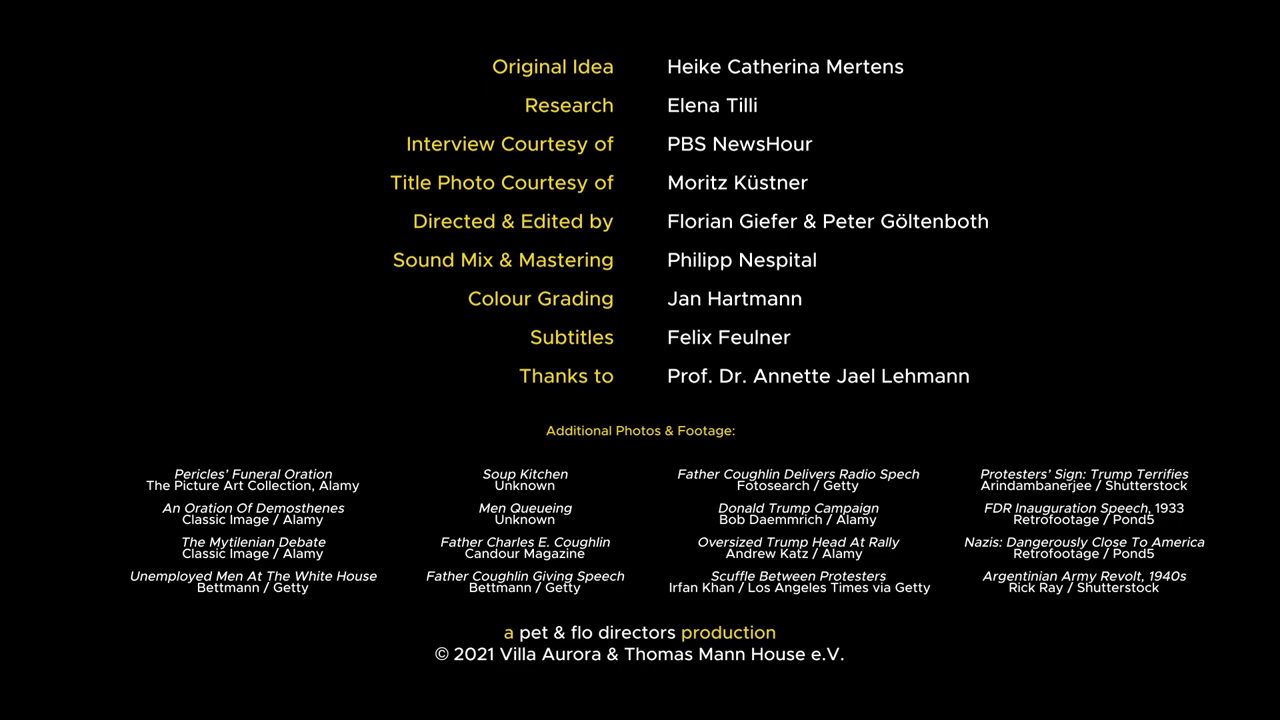 Original Idea Heike Catherina Mertens
Research Elena Tilli
Interview Courtesy of PBS NewsHour
Title Photo Courtesy of Moritz Küstner
Directed & Edited by Florian Giefer & Peter Göltenboth
Sound Mix & Mastering Philipp Nespital
Colour Grading Jan Hartmann
Subtitles Felix Feulner
Thanks to Prof. Dr. Annette Jael Lehmann
Additional Photos & Footage:
Pericles’ Funeral Oration
The Picture Art Collection, Alamy
An Oration Of Demosthenes
Classic Image / Alamy
The Mytilenian Debate
Classic Image / Alamy
Unemployed Men At The White House
Bettmann / Getty
Soup Kitchen
Unknown
Men Queueing
Unknown
Father Charles E. Coughlin
Candour Magazine
Father Coughlin Giving Speech
Bettmann / Getty
Father Coughlin Delivers Radio Spech
Fotosearch / Getty
Donald Trump Campaign
Bob Daemmrich / Alamy
Oversized Trump Head At Rally
Andrew Katz / Alamy
Scuffle Between Protesters
Irfan Khan / Los Angeles Times via Getty
Protesters’ Sign: Trump Terrifies
Arindambanerjee / Shutterstock
FDR Inauguration Speech, 1933
Retrofootage / Pond5
Nazis: Dangerously Close To America
Retrofootage / Pond5
Argentinian Army Revolt, 1940s
Rick Ray / Shutterstock
a pet & flo directors production
© 2021 Villa Aurora & Thomas Mann House e.V.